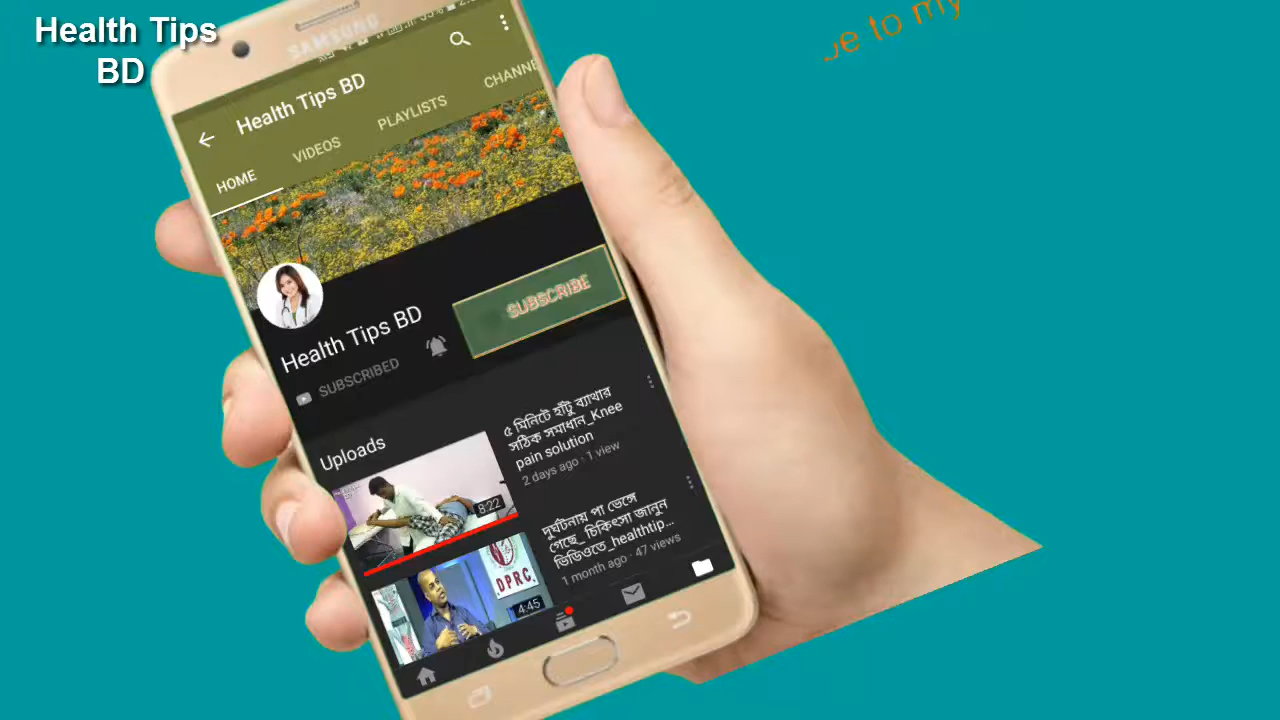 Health Tips
BD
to my
SAMSUNG
Health Tips BD
HOME
VIDEOS
PLAYLISTS
CHANNE
SUBSCRIBE
Health Tips BD
SUBSCRIBED
Uploads
৫ মিনিটে হাঁটু ব্যাথার
সঠিক সমাধান_Knee
pain solution
2 days ago · 1 view
8:22
দুর্ঘটনায় পা ভেঙ্গে
গেছে_ চিকিৎসা জানুন
ভিডিওতে_healthtip...
1 month ago · 47 views
DPRC
4:45